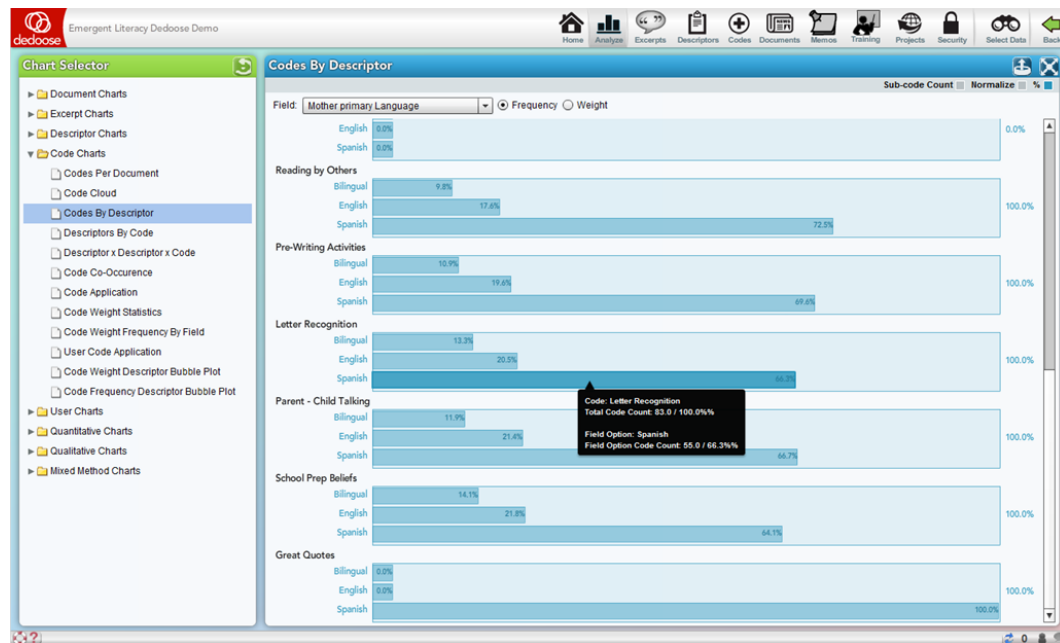 dedoose
Emergent Literacy Dedoose Demo
Home Analyze Excerpts Descriptors Codes Documents Memos Training Projects Security Select Data Back
Chart Selector
Document Charts
Excerpt Charts
Descriptor Charts
Code Charts
Codes Per Document
Code Cloud
Codes By Descriptor
Descriptors By Code
Descriptor x Descriptor x Code
Code Co-Occurence
Code Application
Code Weight Statistics
Code Weight Frequency By Field
User Code Application
Code Weight Descriptor Bubble Plot
Code Frequency Descriptor Bubble Plot
User Charts
Quantitative Charts
Qualitative Charts
Mixed Method Charts
Codes By Descriptor
Sub-code Count Normalize %
Field: Mother primary Language Frequency Weight
English 0.0% 0.0%
Spanish 0.0%
Reading by Others
Bilingual 9.8%
English 17.6% 100.0%
Spanish 72.5%
Pre-Writing Activities
Bilingual 10.9%
English 19.6% 100.0%
Spanish 69.6%
Letter Recognition
Bilingual 13.3%
English 20.5% 100.0%
Spanish 66.3%
Code: Letter Recognition
Total Code Count: 83.0 / 100.0%%
Field Option: Spanish
Field Option Code Count: 55.0 / 66.3%%
Parent - Child Talking
Bilingual 11.9%
English 21.4% 100.0%
Spanish 66.7%
School Prep Beliefs
Bilingual 14.1%
English 21.8% 100.0%
Spanish 64.1%
Great Quotes
Bilingual 0.0%
English 0.0% 100.0%
Spanish 100.0%
? 0